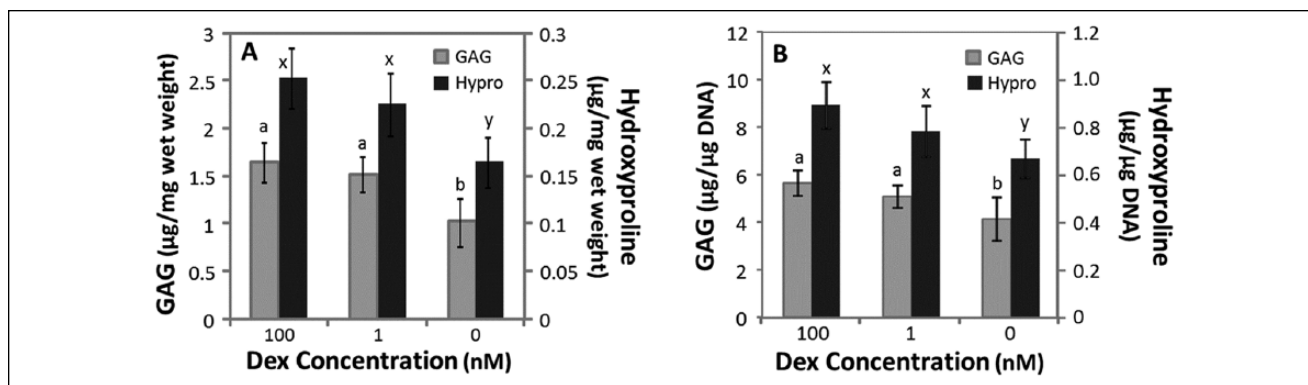 A
GAG (µg/mg wet weight)
3
2.5
2
1.5
1
0.5
0
0.3
0.25
0.2
0.15
0.1
0.05
0
Hydroxyproline
(µg/mg wet weight)
GAG
Hypro
a
x
a
x
b
y
100
1
0
Dex Concentration (nM)
B
GAG (µg/µg DNA)
12
10
8
6
4
2
0
1.2
1.0
0.8
0.6
0.4
0.2
0
Hydroxyproline
(µg/µg DNA)
GAG
Hypro
a
x
a
x
b
y
100
1
0
Dex Concentration (nM)